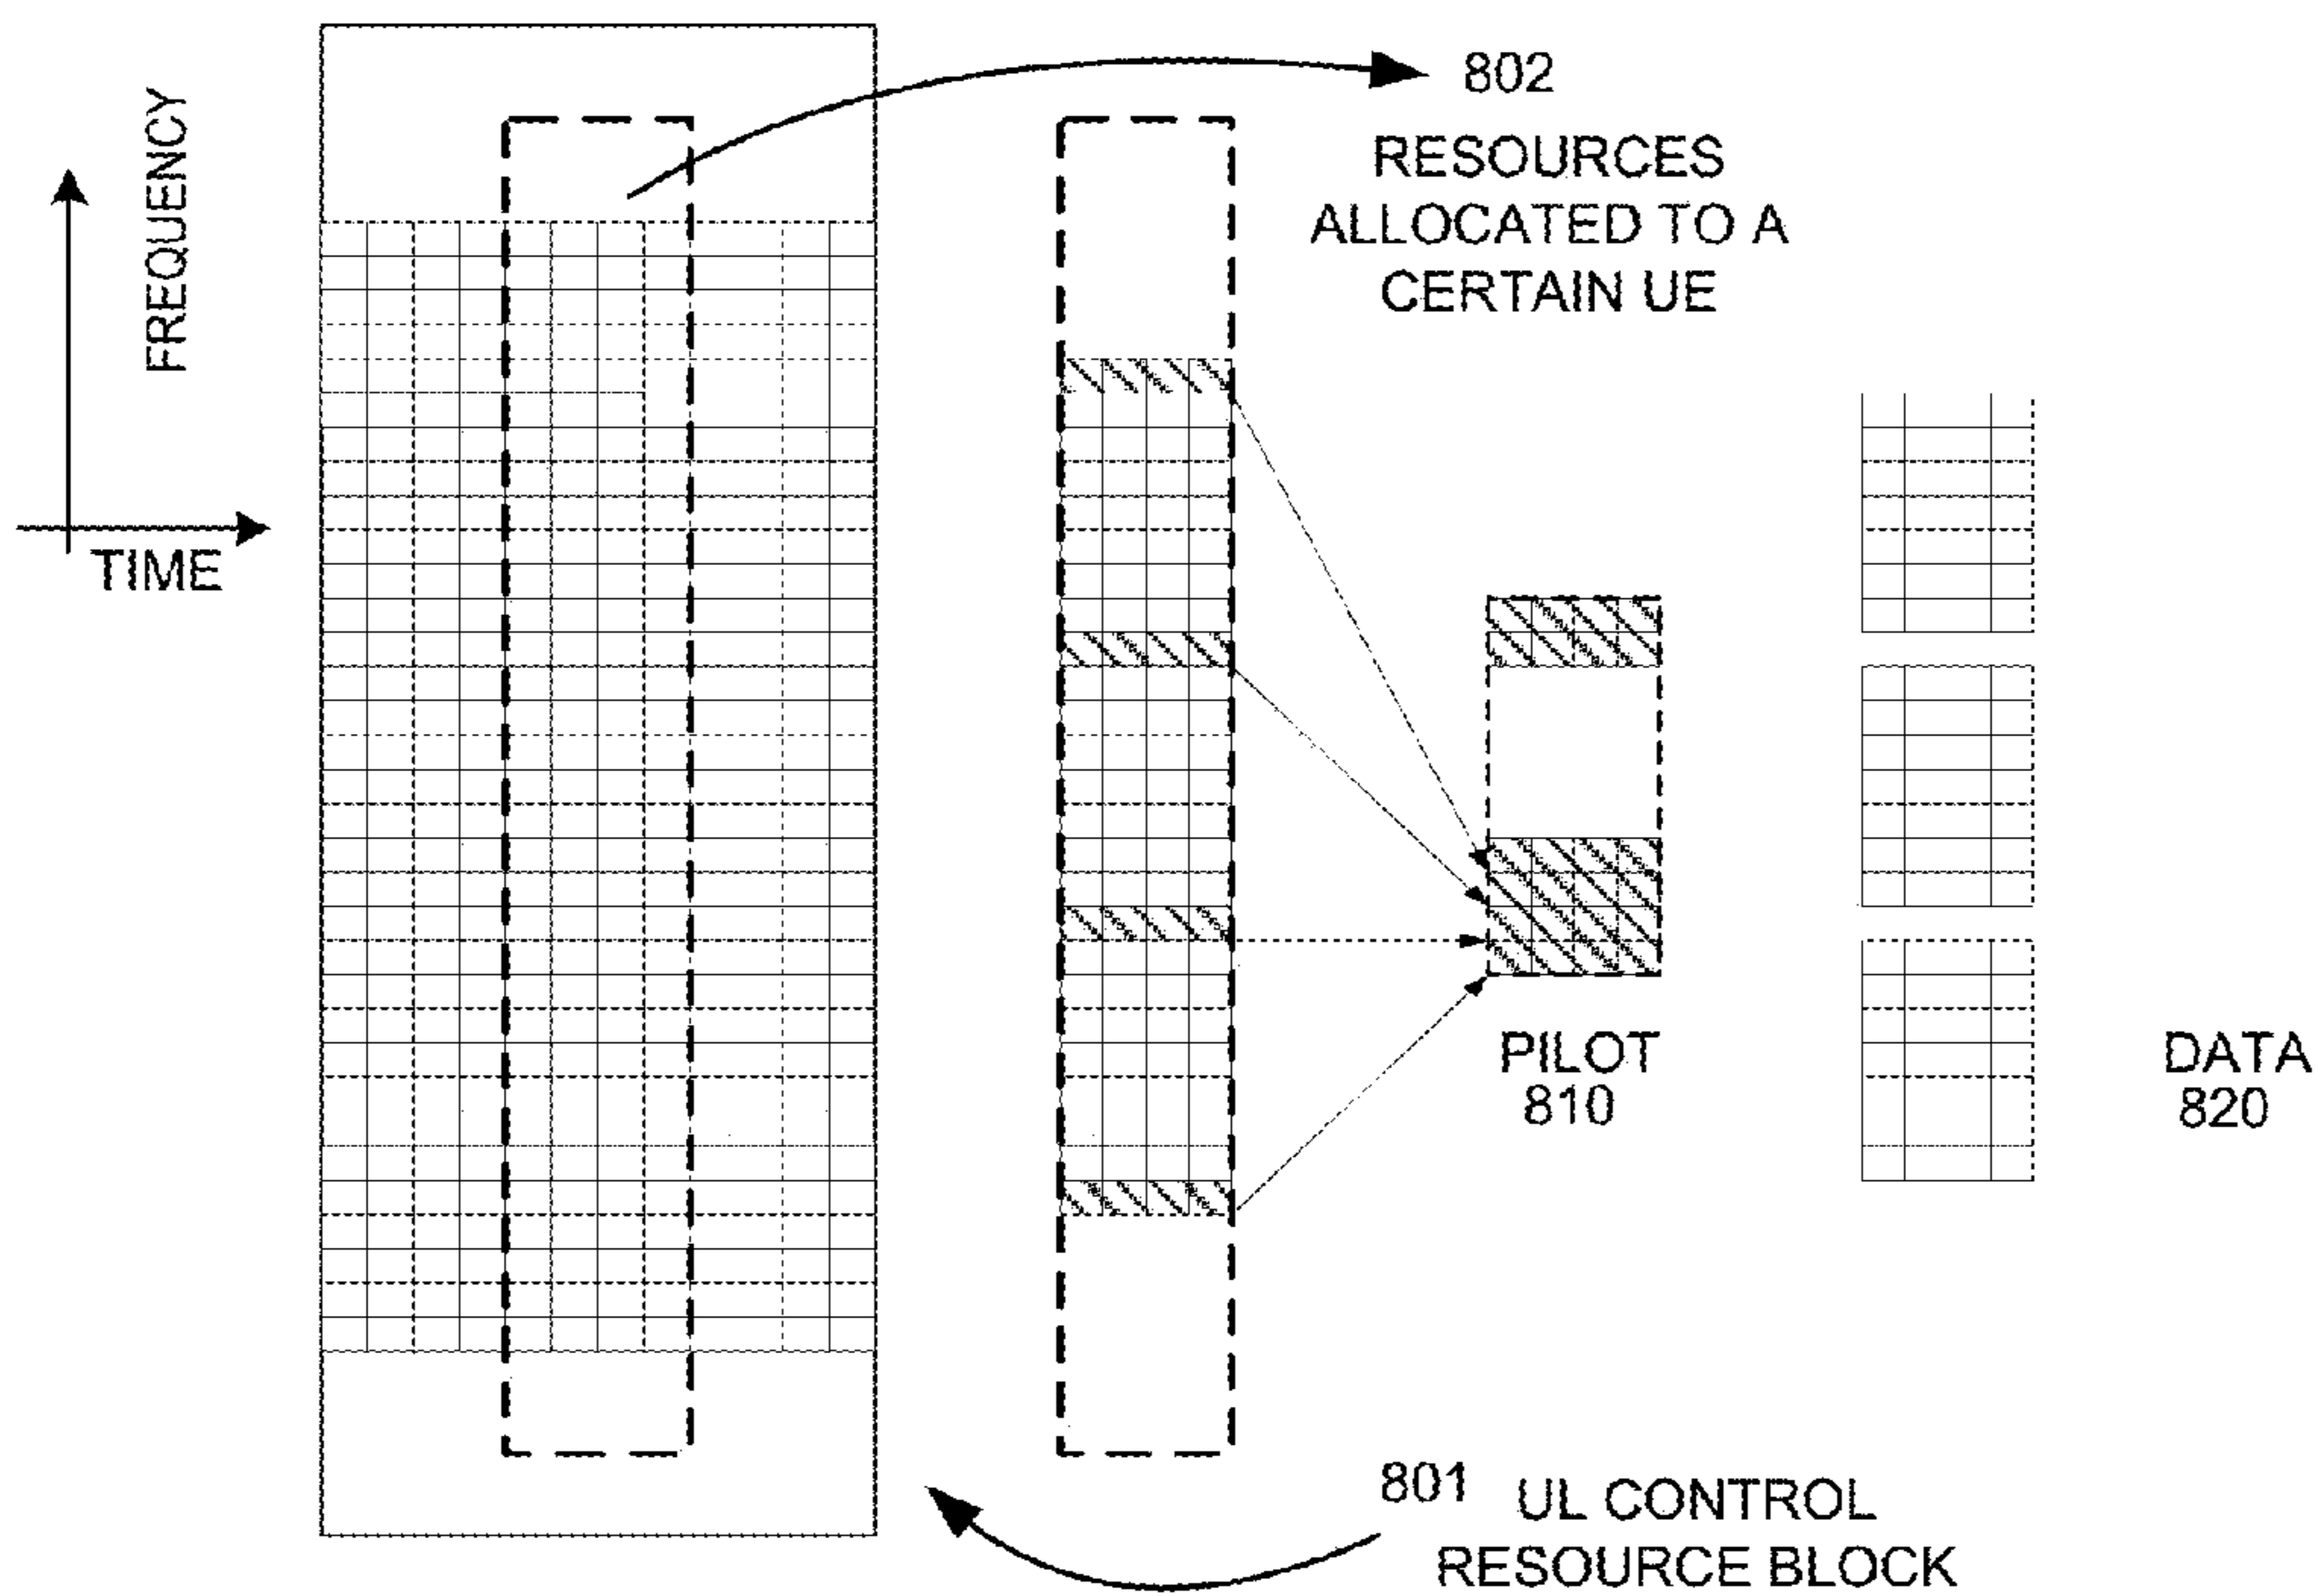 FREQUENCY
TIME
802
RESOURCES
ALLOCATED TO A
CERTAIN UE
PILOT
810
DATA
820
801 UL CONTROL
RESOURCE BLOCK